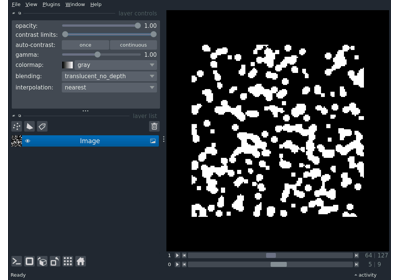 File View Plugins Window Help
layer controls
opacity: 1.00
contrast limits:
auto-contrast: once continuous
gamma: 1.00
colormap: gray
blending: translucent_no_depth
interpolation: nearest
layer list
Image
1 64 127
0 5 9
Ready activity